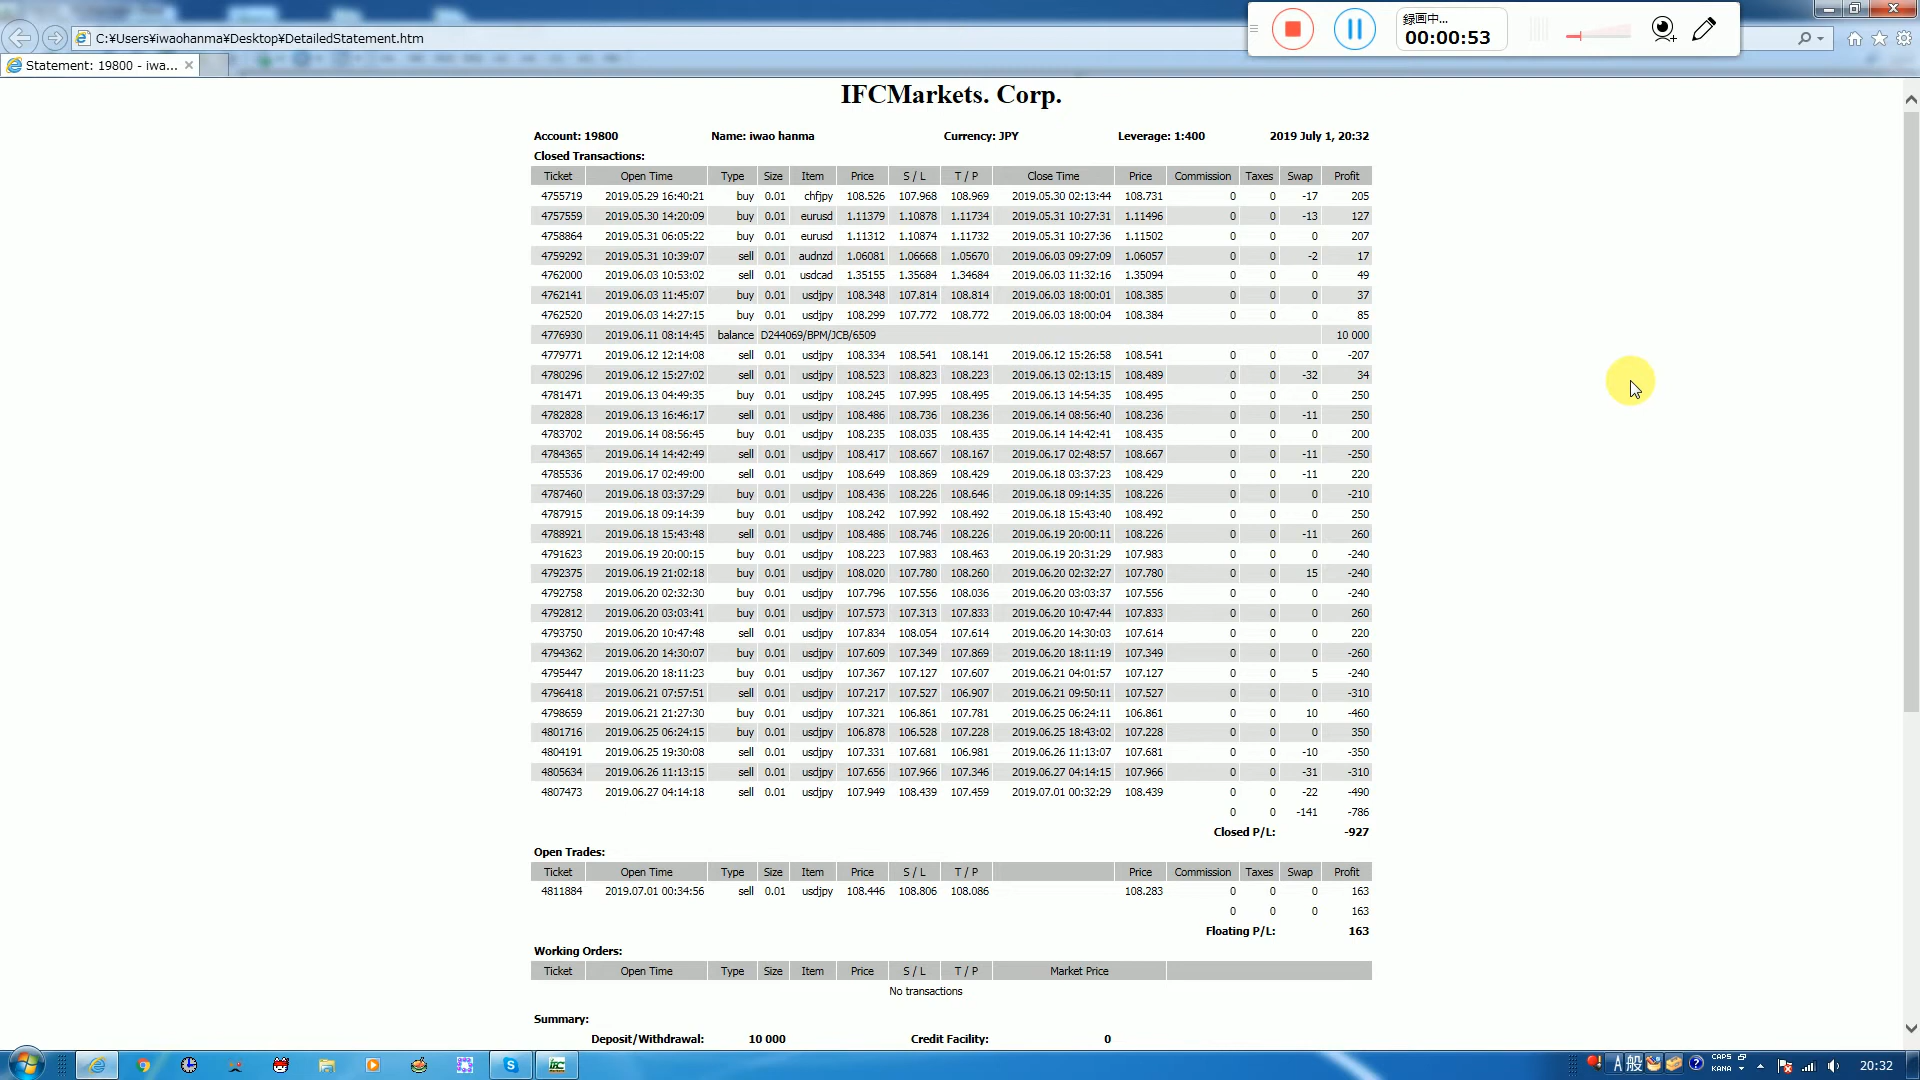 録画中...
00:00:53
C:¥Users¥iwaohanma¥Desktop¥DetailedStatement.htm
Statement: 19800 - iwa...
IFCMarkets. Corp.
Account: 19800 Name: iwao hanma Currency: JPY Leverage: 1:400 2019 July 1, 20:32
Closed Transactions:
Ticket Open Time Type Size Item Price S / L T / P Close Time Price Commission Taxes Swap Profit
4755719 2019.05.29 16:40:21 buy 0.01 chfjpy 108.526 107.968 108.969 2019.05.30 02:13:44 108.731 0 0 -17 205
4757559 2019.05.30 14:20:09 buy 0.01 eurusd 1.11379 1.10878 1.11734 2019.05.31 10:27:31 1.11496 0 0 -13 127
4758864 2019.05.31 06:05:22 buy 0.01 eurusd 1.11312 1.10874 1.11732 2019.05.31 10:27:36 1.11502 0 0 0 207
4759292 2019.05.31 10:39:07 sell 0.01 audnzd 1.06081 1.06668 1.05670 2019.06.03 09:27:09 1.06057 0 0 -2 17
4762000 2019.06.03 10:53:02 sell 0.01 usdcad 1.35155 1.35684 1.34684 2019.06.03 11:32:16 1.35094 0 0 0 49
4762141 2019.06.03 11:45:07 buy 0.01 usdjpy 108.348 107.814 108.814 2019.06.03 18:00:01 108.385 0 0 0 37
4762520 2019.06.03 14:27:15 buy 0.01 usdjpy 108.299 107.772 108.772 2019.06.03 18:00:04 108.384 0 0 0 85
4776930 2019.06.11 08:14:45 balance D244069/BPM/JCB/6509 10 000
4779771 2019.06.12 12:14:08 sell 0.01 usdjpy 108.334 108.541 108.141 2019.06.12 15:26:58 108.541 0 0 0 -207
4780296 2019.06.12 15:27:02 sell 0.01 usdjpy 108.523 108.823 108.223 2019.06.13 02:13:15 108.489 0 0 -32 34
4781471 2019.06.13 04:49:35 buy 0.01 usdjpy 108.245 107.995 108.495 2019.06.13 14:54:35 108.495 0 0 0 250
4782828 2019.06.13 16:46:17 sell 0.01 usdjpy 108.486 108.736 108.236 2019.06.14 08:56:40 108.236 0 0 -11 250
4783702 2019.06.14 08:56:45 buy 0.01 usdjpy 108.235 108.035 108.435 2019.06.14 14:42:41 108.435 0 0 0 200
4784365 2019.06.14 14:42:49 sell 0.01 usdjpy 108.417 108.667 108.167 2019.06.17 02:48:57 108.667 0 0 -11 -250
4785536 2019.06.17 02:49:00 sell 0.01 usdjpy 108.649 108.869 108.429 2019.06.18 03:37:23 108.429 0 0 -11 220
4787460 2019.06.18 03:37:29 buy 0.01 usdjpy 108.436 108.226 108.646 2019.06.18 09:14:35 108.226 0 0 0 -210
4787915 2019.06.18 09:14:39 buy 0.01 usdjpy 108.242 107.992 108.492 2019.06.18 15:43:40 108.492 0 0 0 250
4788921 2019.06.18 15:43:48 sell 0.01 usdjpy 108.486 108.746 108.226 2019.06.19 20:00:11 108.226 0 0 -11 260
4791623 2019.06.19 20:00:15 buy 0.01 usdjpy 108.223 107.983 108.463 2019.06.19 20:31:29 107.983 0 0 0 -240
4792375 2019.06.19 21:02:18 buy 0.01 usdjpy 108.020 107.780 108.260 2019.06.20 02:32:27 107.780 0 0 15 -240
4792758 2019.06.20 02:32:30 buy 0.01 usdjpy 107.796 107.556 108.036 2019.06.20 03:03:37 107.556 0 0 0 -240
4792812 2019.06.20 03:03:41 buy 0.01 usdjpy 107.573 107.313 107.833 2019.06.20 10:47:44 107.833 0 0 0 260
4793750 2019.06.20 10:47:48 sell 0.01 usdjpy 107.834 108.054 107.614 2019.06.20 14:30:03 107.614 0 0 0 220
4794362 2019.06.20 14:30:07 buy 0.01 usdjpy 107.609 107.349 107.869 2019.06.20 18:11:19 107.349 0 0 0 -260
4795447 2019.06.20 18:11:23 buy 0.01 usdjpy 107.367 107.127 107.607 2019.06.21 04:01:57 107.127 0 0 5 -240
4796418 2019.06.21 07:57:51 sell 0.01 usdjpy 107.217 107.527 106.907 2019.06.21 09:50:11 107.527 0 0 0 -310
4798659 2019.06.21 21:27:30 buy 0.01 usdjpy 107.321 106.861 107.781 2019.06.25 06:24:11 106.861 0 0 10 -460
4801716 2019.06.25 06:24:15 buy 0.01 usdjpy 106.878 106.528 107.228 2019.06.25 18:43:02 107.228 0 0 0 350
4804191 2019.06.25 19:30:08 sell 0.01 usdjpy 107.331 107.681 106.981 2019.06.26 11:13:07 107.681 0 0 -10 -350
4805634 2019.06.26 11:13:15 sell 0.01 usdjpy 107.656 107.966 107.346 2019.06.27 04:14:15 107.966 0 0 -31 -310
4807473 2019.06.27 04:14:18 sell 0.01 usdjpy 107.949 108.439 107.459 2019.07.01 00:32:29 108.439 0 0 -22 -490
0 0 -141 -786
Closed P/L: -927
Open Trades:
Ticket Open Time Type Size Item Price S / L T / P Price Commission Taxes Swap Profit
4811884 2019.07.01 00:34:56 sell 0.01 usdjpy 108.446 108.806 108.086 108.283 0 0 0 163
0 0 0 163
Floating P/L: 163
Working Orders:
Ticket Open Time Type Size Item Price S / L T / P Market Price
No transactions
Summary:
Deposit/Withdrawal: 10 000 Credit Facility: 0
A 般 CAPS KANA 20:32